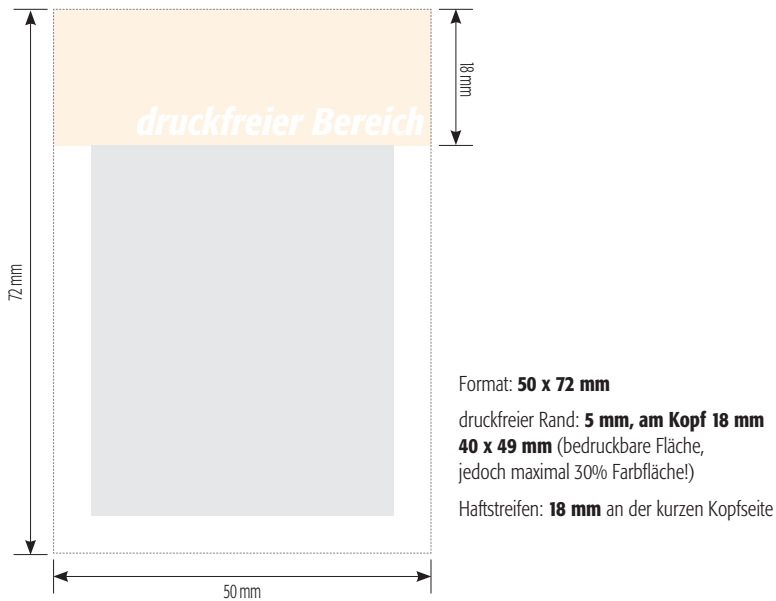 18 mm
druckfreier Bereich
72 mm
Format: 50 x 72 mm
druckfreier Rand: 5 mm, am Kopf 18 mm
40 x 49 mm (bedruckbare Fläche,
jedoch maximal 30% Farbfläche!)
Haftstreifen: 18 mm an der kurzen Kopfseite
50 mm